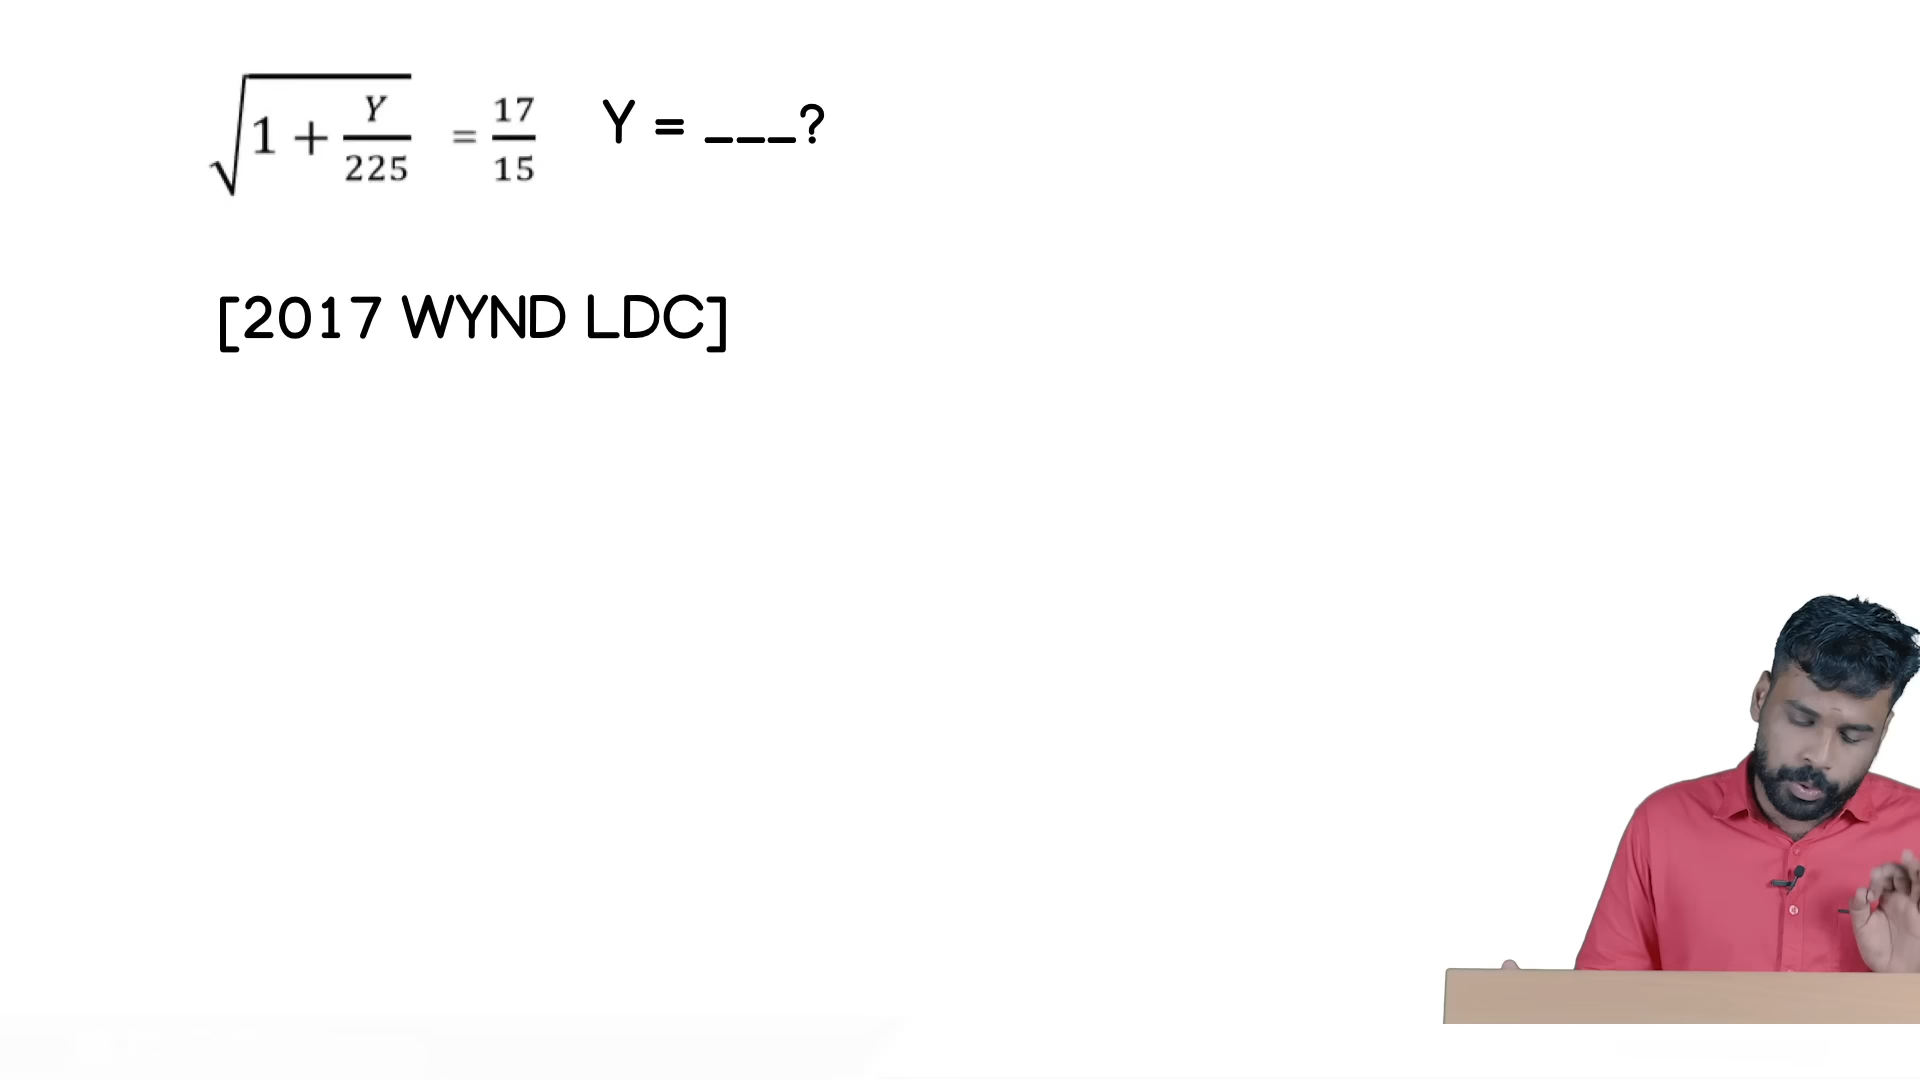 √(1 + Y/225) = 17/15 Y = ___?
[2017 WYND LDC]